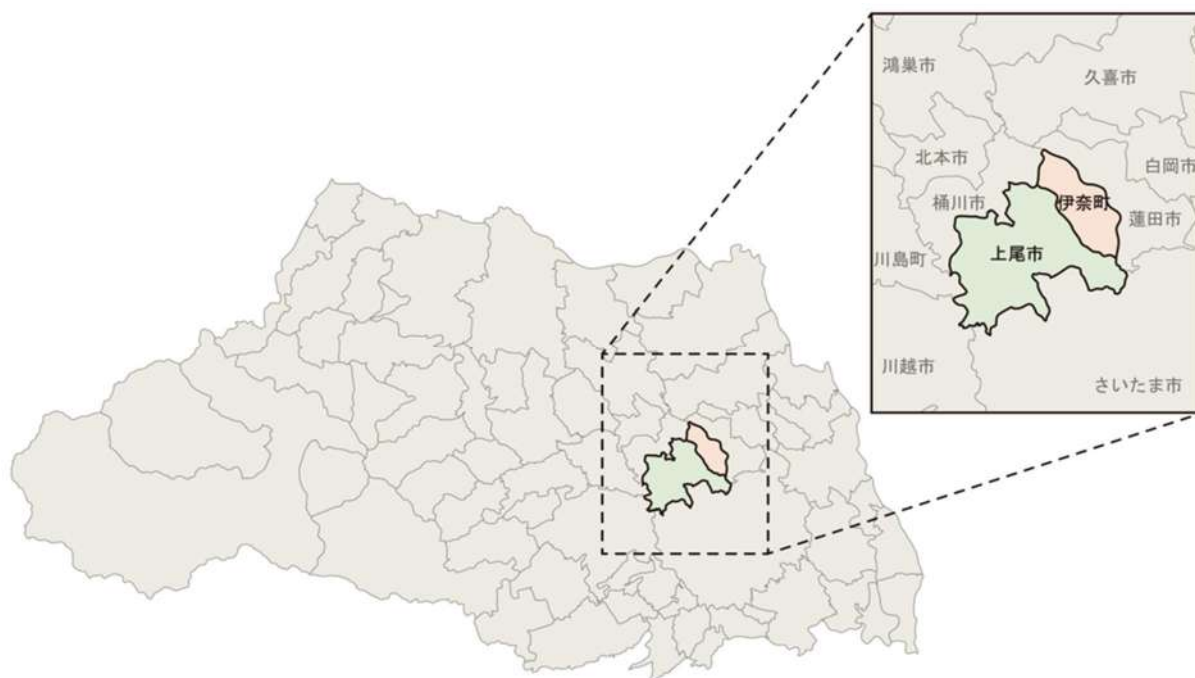 鴻巣市
久喜市
北本市
白岡市
桶川市
伊奈町
蓮田市
上尾市
川島町
川越市
さいたま市